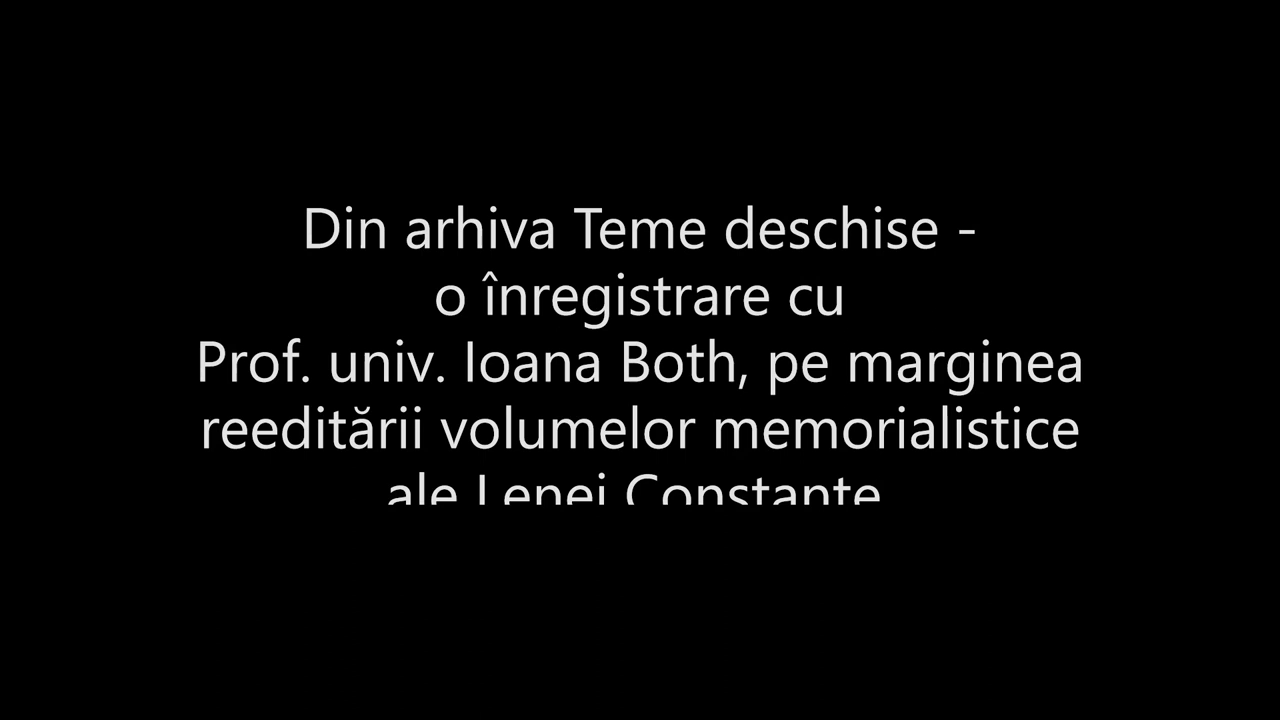 Din arhiva Teme deschise -
o înregistrare cu
Prof. univ. Ioana Both, pe marginea
reeditării volumelor memorialistice
ale Lenei Constante